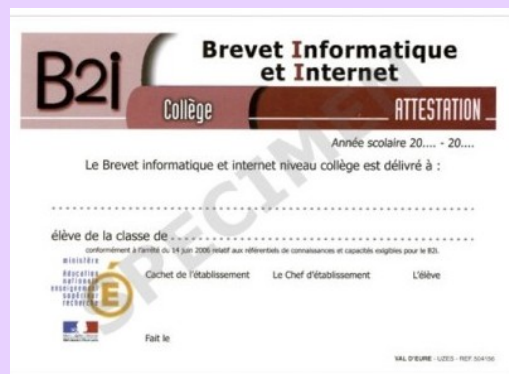 B2i
Brevet Informatique
et Internet
Collège
ATTESTATION
Année scolaire 20.... - 20....
Le Brevet informatique et internet niveau collège est délivré à :
SPECIMEN
élève de la classe de
conformément à l'arrêté du 14 juin 2006 relatif aux référentiels de connaissances et capacités exigibles pour le B2i.
ministère
éducation
nationale
enseignement
supérieur
recherche
É
Cachet de l'établissement
Le Chef d'établissement
L'élève
Fait le
VAL D'EURE - UZES - REF 504156